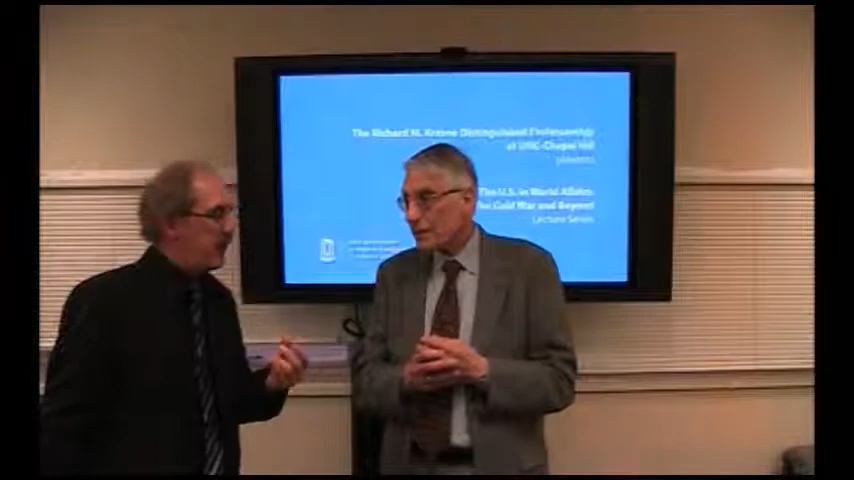 The Richard M. Krasno Distinguished Professorship
at UNC-Chapel Hill
presents
The U.S. in World Affairs:
The Cold War and Beyond
Lecture Series